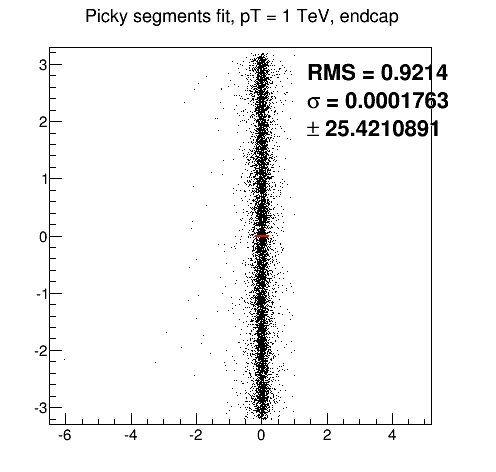 Picky segments fit, pT = 1 TeV, endcap
RMS = 0.9214
σ = 0.0001763
± 25.4210891
3
2
1
0
-1
-2
-3
-6 -4 -2 0 2 4